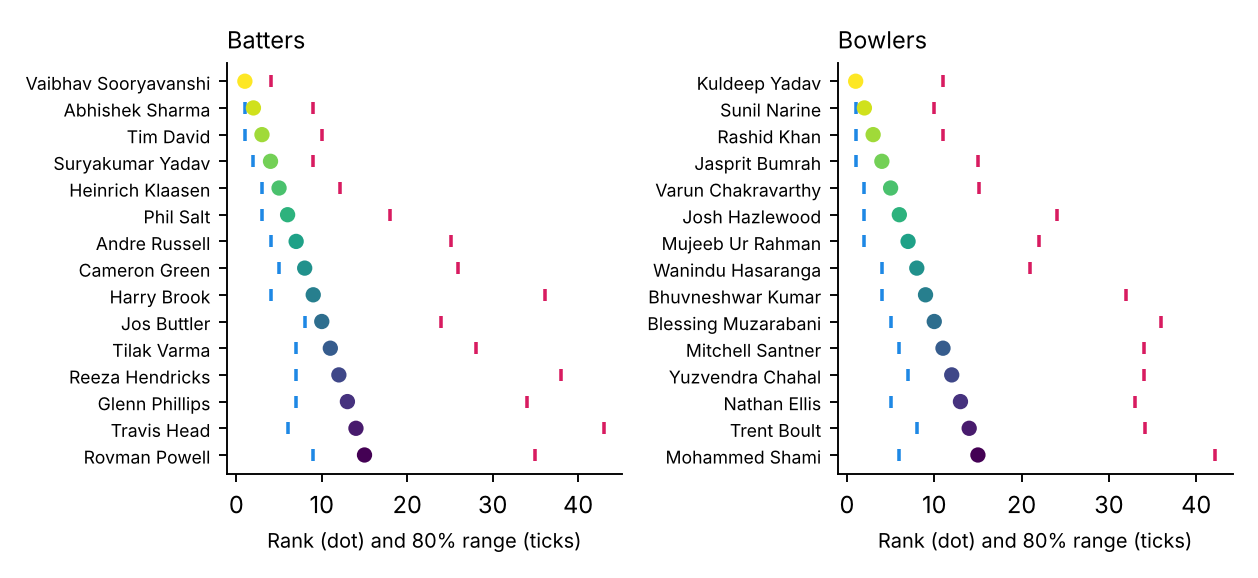 Batters
Vaibhav Sooryavanshi
Abhishek Sharma
Tim David
Suryakumar Yadav
Heinrich Klaasen
Phil Salt
Andre Russell
Cameron Green
Harry Brook
Jos Buttler
Tilak Varma
Reeza Hendricks
Glenn Phillips
Travis Head
Rovman Powell
0 10 20 30 40
Rank (dot) and 80% range (ticks)
Bowlers
Kuldeep Yadav
Sunil Narine
Rashid Khan
Jasprit Bumrah
Varun Chakravarthy
Josh Hazlewood
Mujeeb Ur Rahman
Wanindu Hasaranga
Bhuvneshwar Kumar
Blessing Muzarabani
Mitchell Santner
Yuzvendra Chahal
Nathan Ellis
Trent Boult
Mohammed Shami
0 10 20 30 40
Rank (dot) and 80% range (ticks)